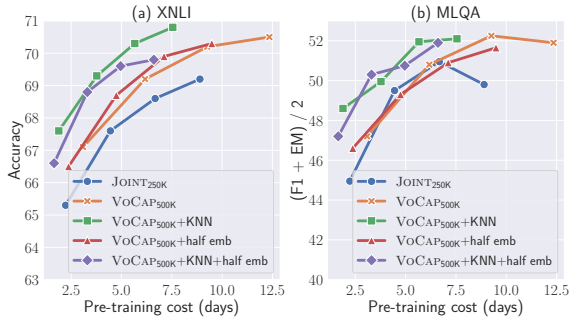 (a) XNLI
Accuracy
71
70
69
68
67
66
65
64
63
JOINT250K
VOCAP500K
VOCAP500K+KNN
VOCAP500K+half emb
VOCAP500K+KNN+half emb
2.5 5.0 7.5 10.0 12.5
Pre-training cost (days)
(b) MLQA
(F1 + EM) / 2
52
50
48
46
44
42
40
JOINT250K
VOCAP500K
VOCAP500K+KNN
VOCAP500K+half emb
VOCAP500K+KNN+half emb
2.5 5.0 7.5 10.0 12.5
Pre-training cost (days)